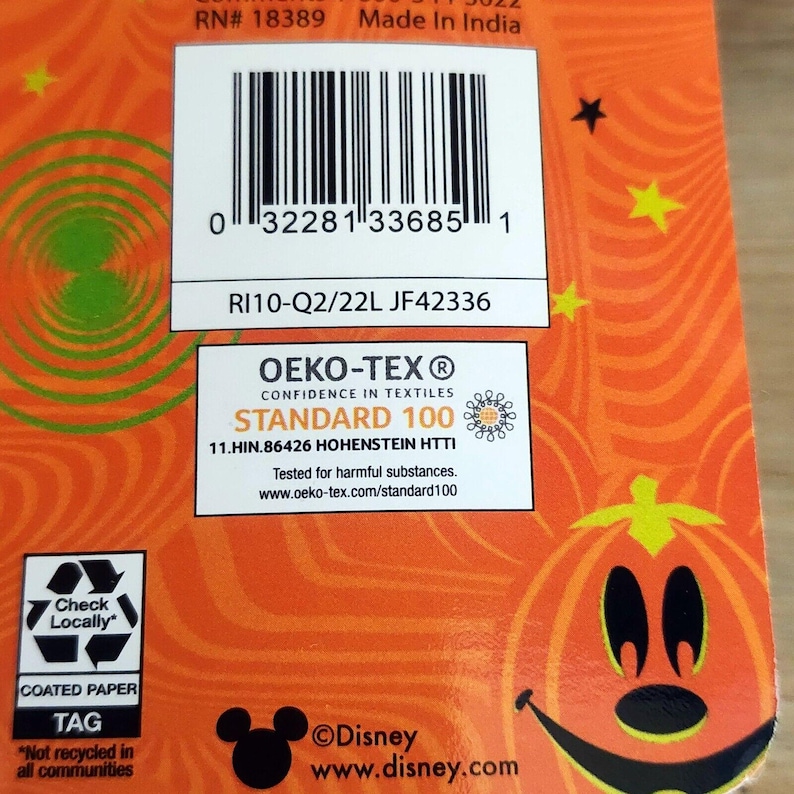 RN# 18389 Made In India
0 32281 33685 1
RI10-Q2/22L JF42336
OEKO-TEX®
CONFIDENCE IN TEXTILES
STANDARD 100
11.HIN.86426 HOHENSTEIN HTTI
Tested for harmful substances.
www.oeko-tex.com/standard100
Check
Locally*
COATED PAPER
TAG
*Not recycled in
all communities
©Disney
www.disney.com